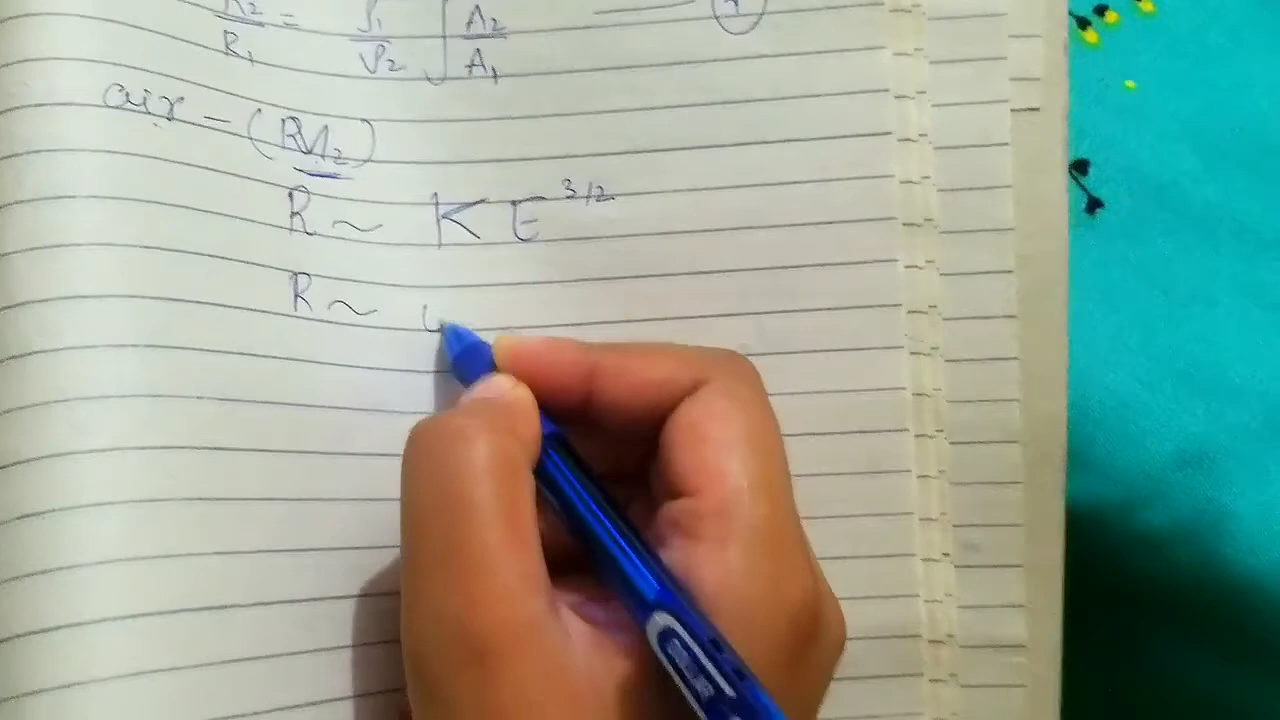 R2/R1 = ρ1/ρ2 √A2/A1
air - (RM2)
R ~ K E^3/2
R ~